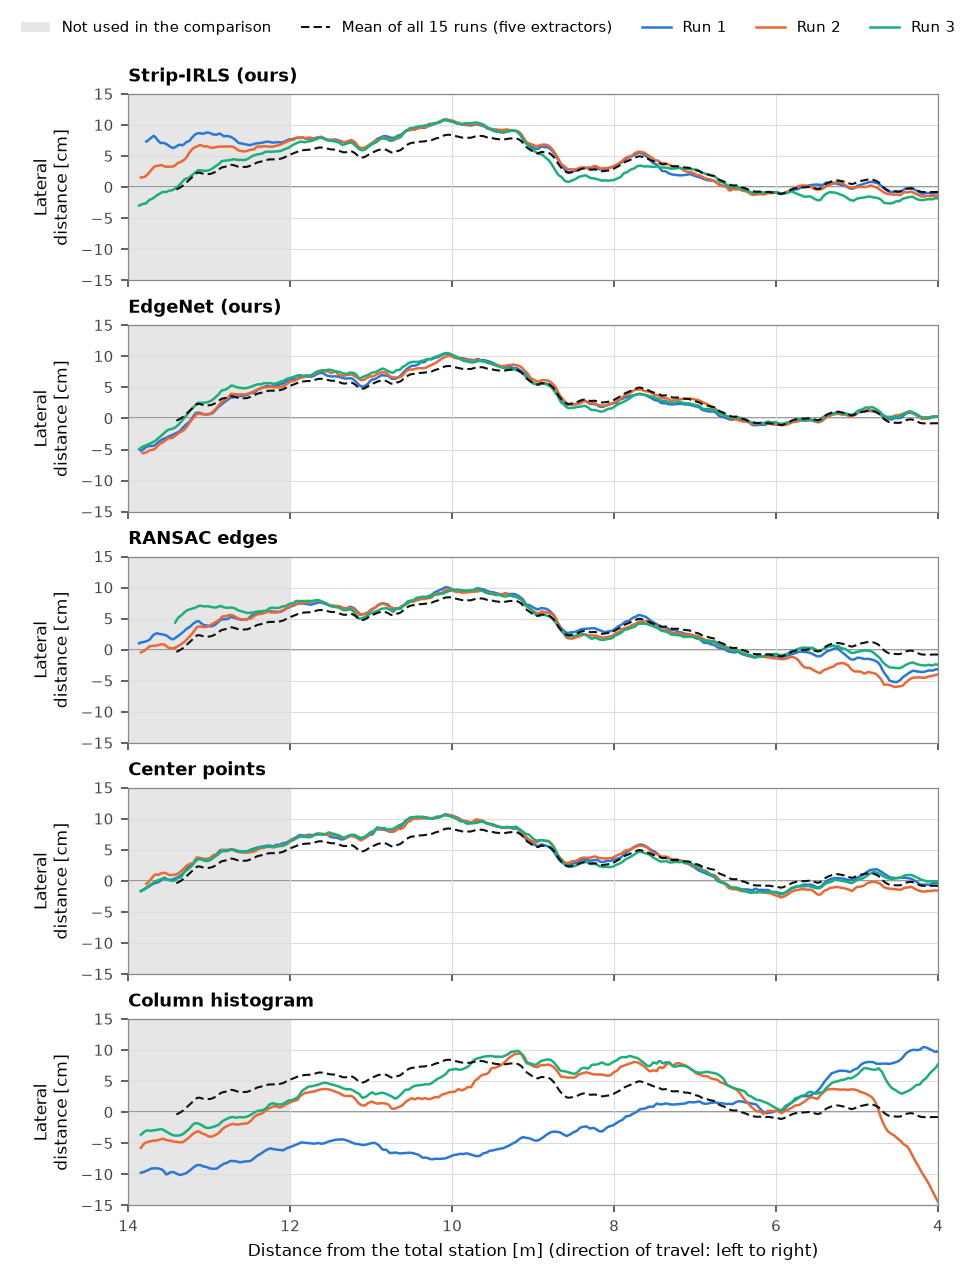 Not used in the comparison
Mean of all 15 runs (five extractors)
Run 1
Run 2
Run 3
Strip-IRLS (ours)
15
10
5
0
−5
−10
−15
Lateral
distance [cm]
EdgeNet (ours)
15
10
5
0
−5
−10
−15
Lateral
distance [cm]
RANSAC edges
15
10
5
0
−5
−10
−15
Lateral
distance [cm]
Center points
15
10
5
0
−5
−10
−15
Lateral
distance [cm]
Column histogram
15
10
5
0
−5
−10
−15
Lateral
distance [cm]
14
12
10
8
6
4
Distance from the total station [m] (direction of travel: left to right)